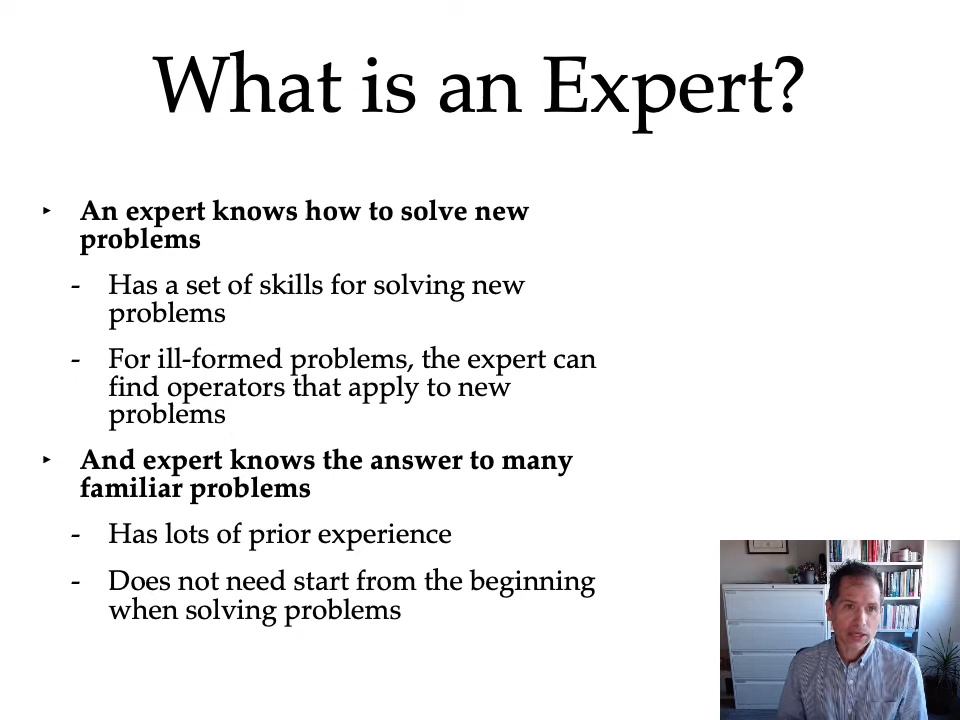 What is an Expert?
‣ An expert knows how to solve new
problems
- Has a set of skills for solving new
problems
- For ill-formed problems, the expert can
find operators that apply to new
problems
‣ And expert knows the answer to many
familiar problems
- Has lots of prior experience
- Does not need start from the beginning
when solving problems